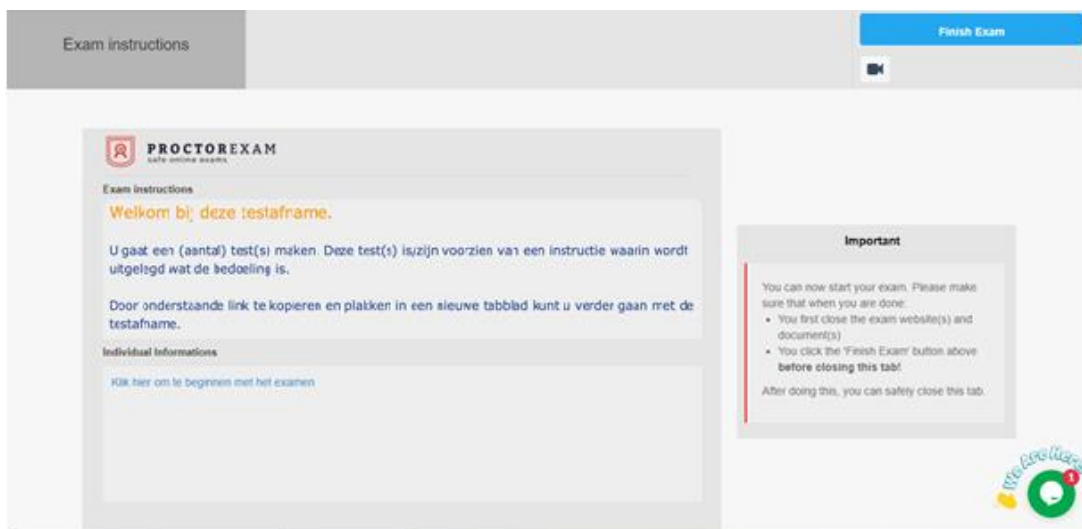 Exam instructions
Finish Exam
PROCTOREXAM
safe online exams
Exam instructions
Welkom bij deze testafname.
U gaat een (aantal) test(s) maken. Deze test(s) is/zijn voorzien van een instructie waarin wordt
uitgelegd wat de bedoeling is.
Door onderstaande link te kopieren en plakken in een nieuwe tabblad kunt u verder gaan met de
testafname.
Individual Informations
Klik hier om te beginnen met het examen
Important
You can now start your exam. Please make
sure that when you are done:
• You first close the exam website(s) and
document(s)
• You click the 'Finish Exam' button above
before closing this tab!
After doing this, you can safely close this tab.
We Are Here
1